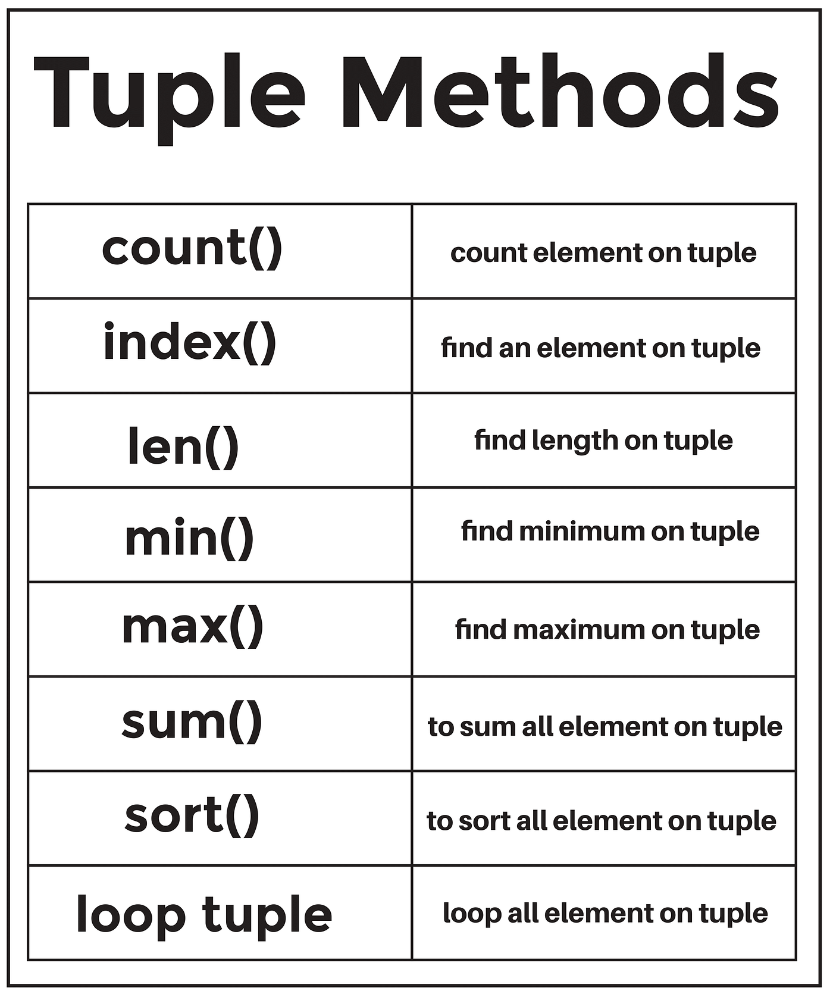 Tuple Methods
count()
count element on tuple
index()
find an element on tuple
len()
find length on tuple
min()
find minimum on tuple
max()
find maximum on tuple
sum()
to sum all element on tuple
sort()
to sort all element on tuple
loop tuple
loop all element on tuple